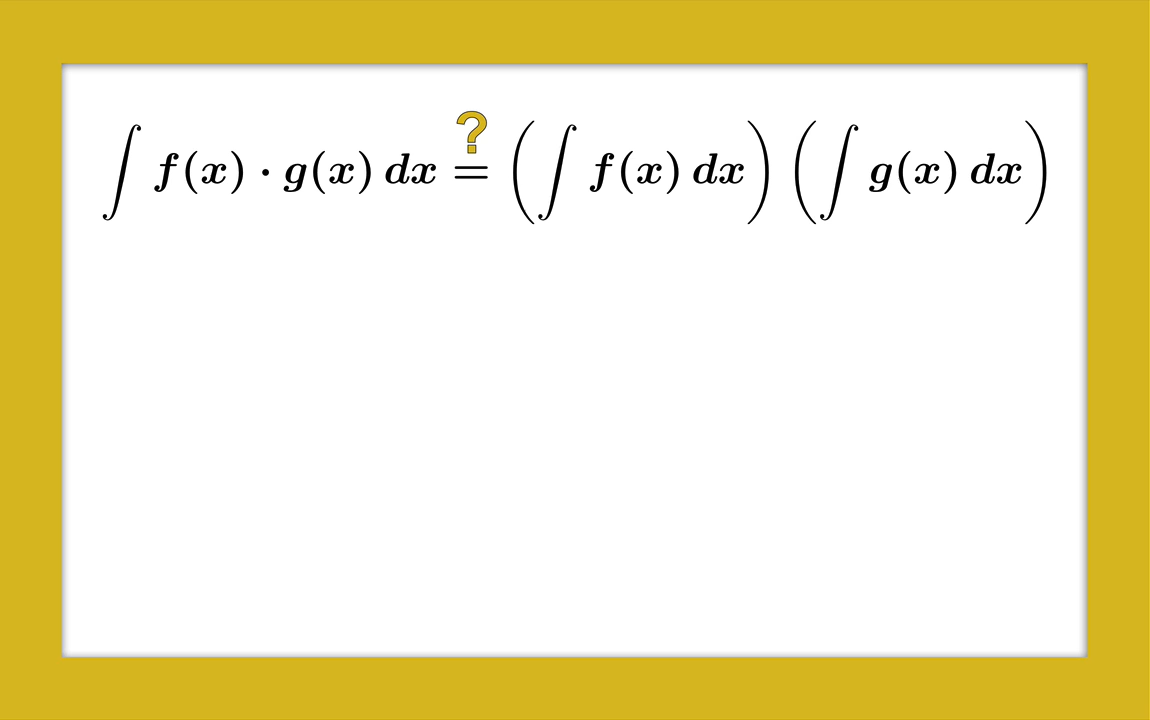 ∫ f(x) · g(x) dx ≟ (∫ f(x) dx) (∫ g(x) dx)